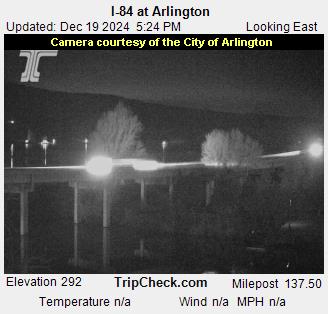 I-84 at Arlington
Updated: Dec 19 2024 5:24 PM Looking East
Camera courtesy of the City of Arlington
Elevation 292 TripCheck.com Milepost 137.50
Temperature n/a Wind n/a MPH n/a